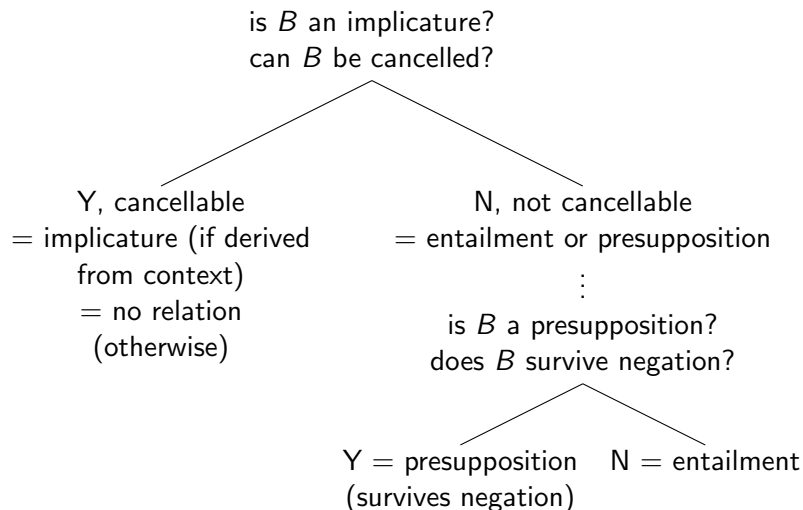 is B an implicature?
can B be cancelled?
Y, cancellable
= implicature (if derived
from context)
= no relation
(otherwise)
N, not cancellable
= entailment or presupposition
⋮
is B a presupposition?
does B survive negation?
Y = presupposition
(survives negation)
N = entailment